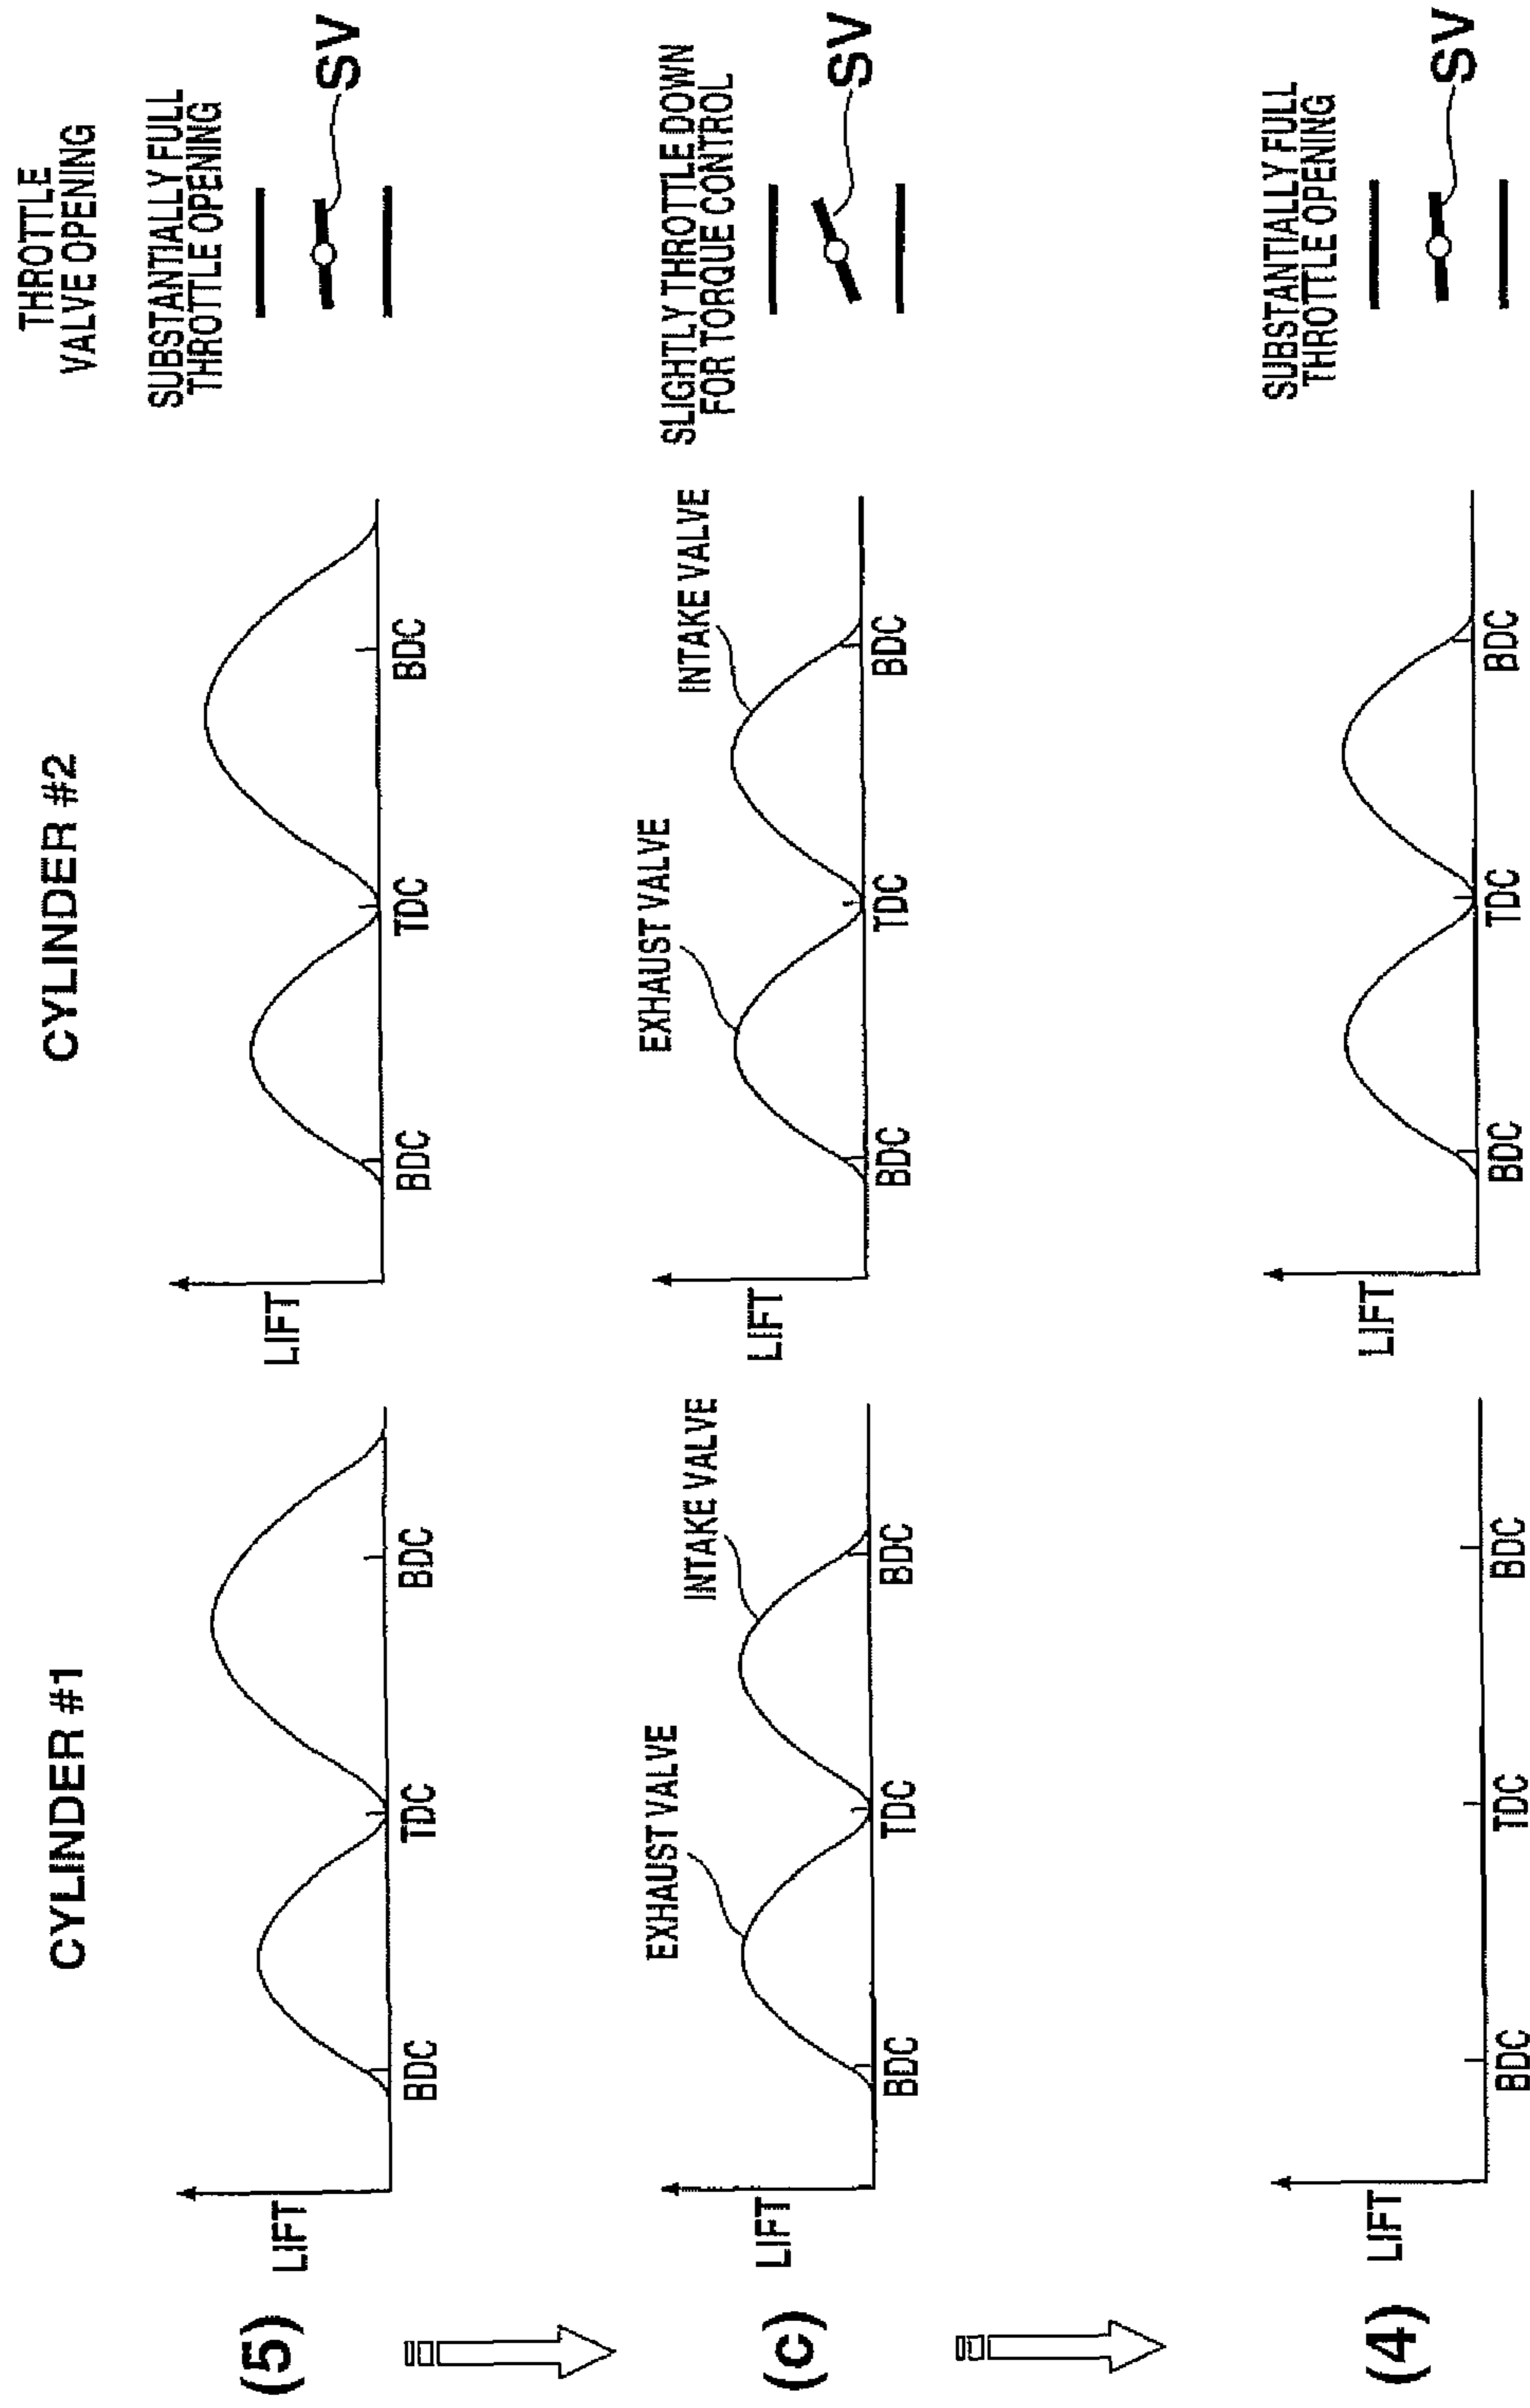 CYLINDER #1
CYLINDER #2
THROTTLE
VALVE OPENING
(5)
LIFT
BDC
TDC
BDC
LIFT
BDC
TDC
BDC
SUBSTANTIALLY FULL
THROTTLE OPENING
SV
(c)
LIFT
EXHAUST VALVE
INTAKE VALVE
BDC
TDC
BDC
LIFT
EXHAUST VALVE
INTAKE VALVE
BDC
TDC
BDC
SLIGHTLY THROTTLE DOWN
FOR TORQUE CONTROL
SV
(4)
LIFT
BDC
TDC
BDC
LIFT
BDC
TDC
BDC
SUBSTANTIALLY FULL
THROTTLE OPENING
SV